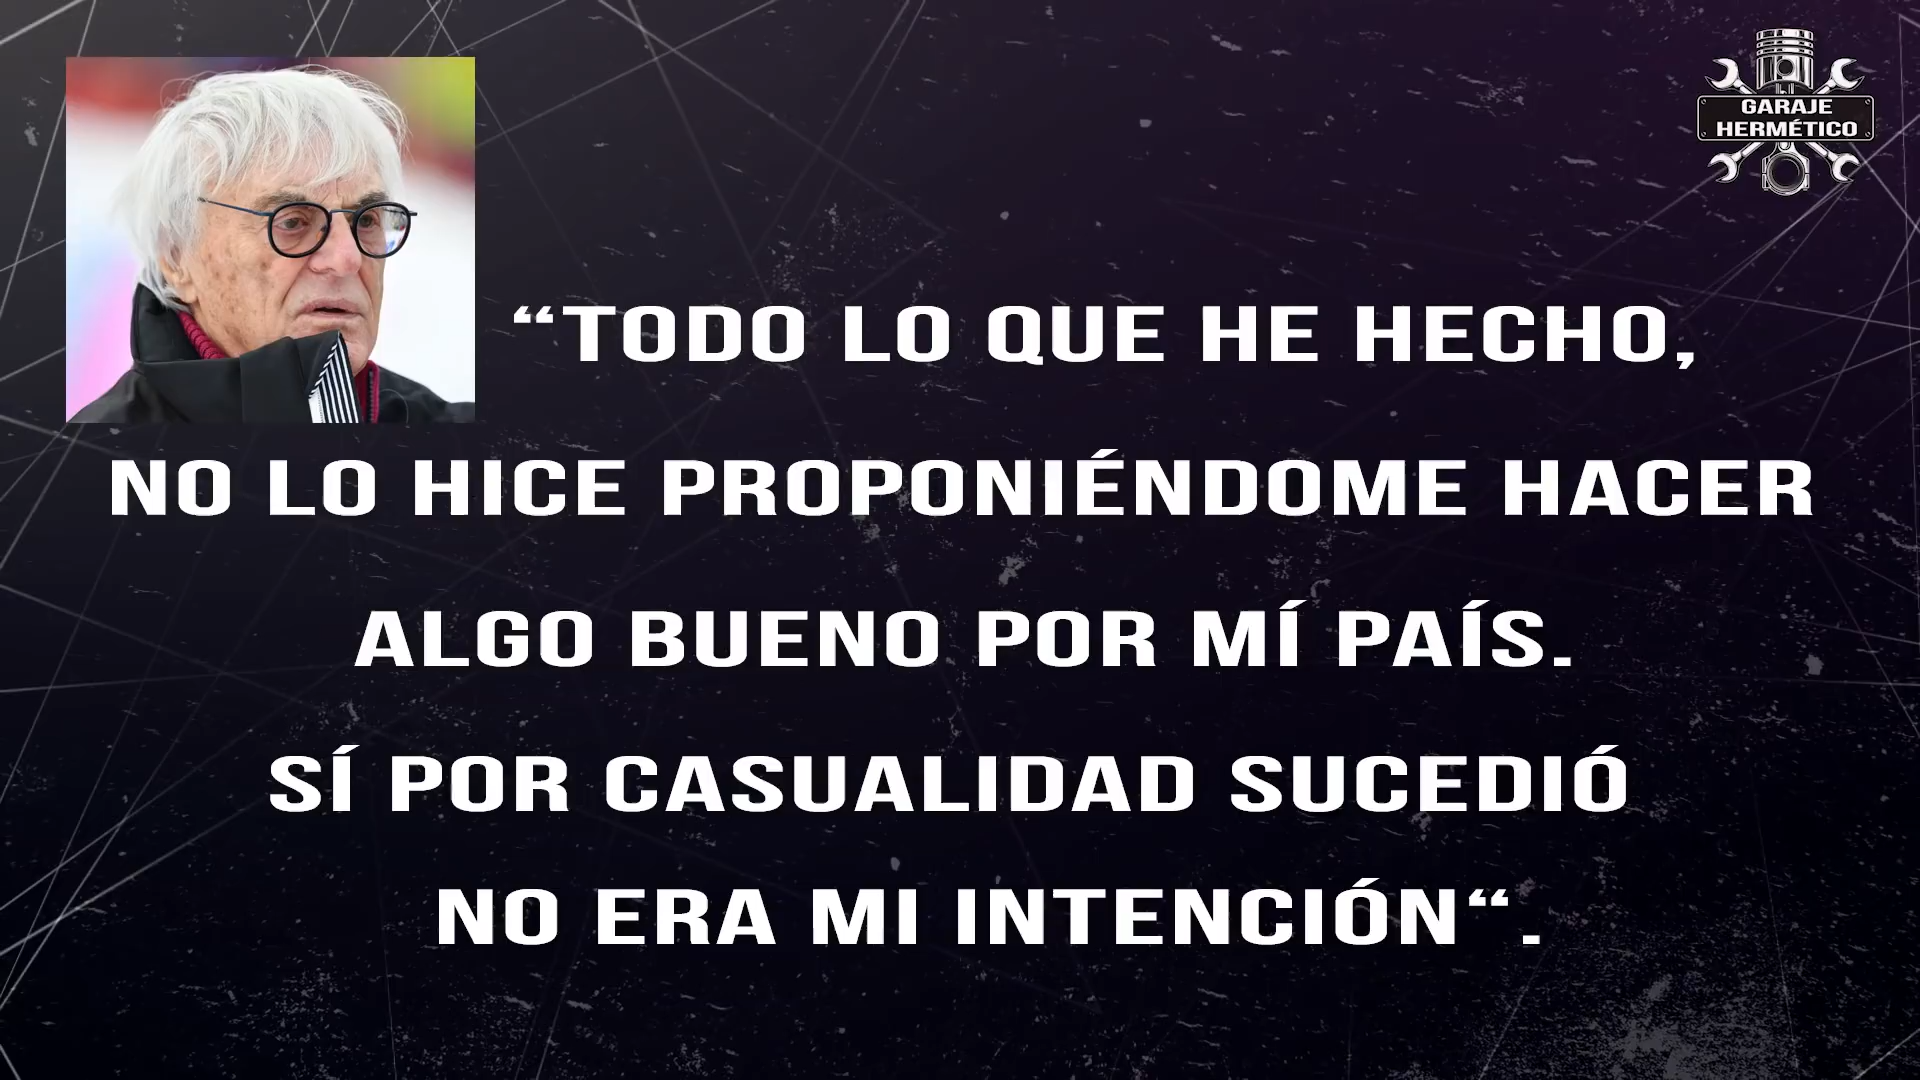 GARAJE
HERMÉTICO
“TODO LO QUE HE HECHO,
NO LO HICE PROPONIÉNDOME HACER
ALGO BUENO POR MÍ PAÍS.
SÍ POR CASUALIDAD SUCEDIÓ
NO ERA MI INTENCIÓN“.